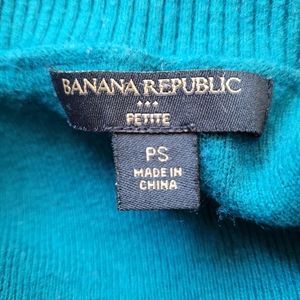 BANANA REPUBLIC
PETITE
PS
MADE IN
CHINA